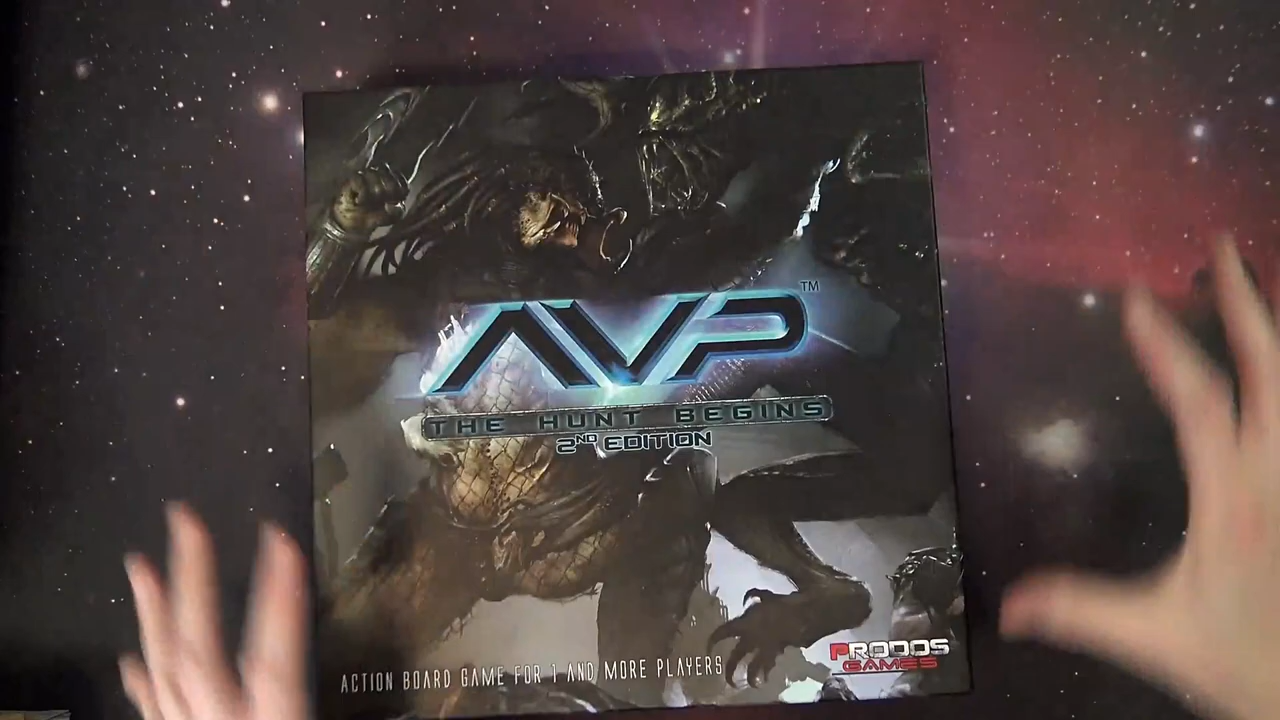 AVP™
THE HUNT BEGINS
2ND EDITION
ACTION BOARD GAME FOR 1 AND MORE PLAYERS
PRODOS
GAMES